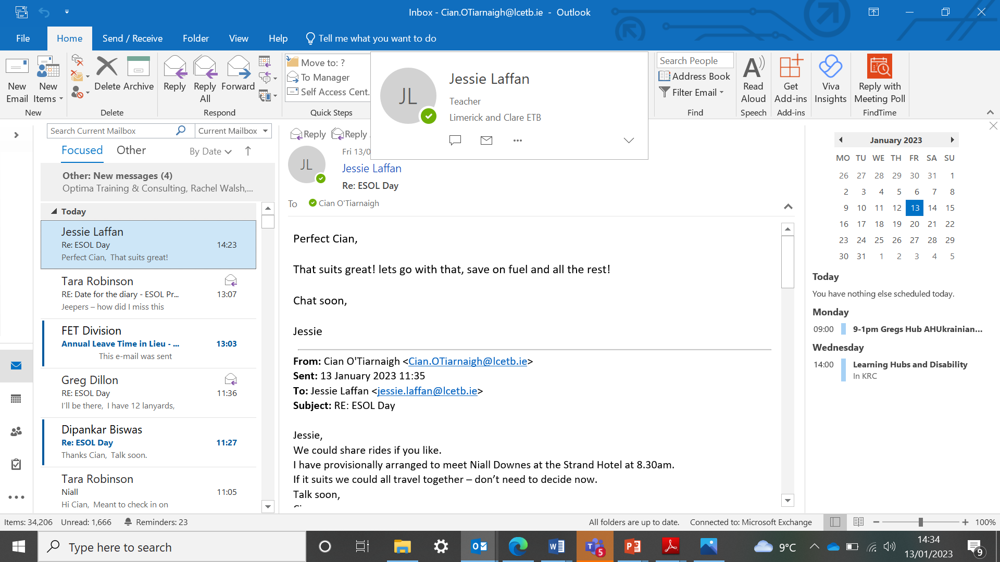 Inbox - Cian.OTiarnaigh@lcetb.ie - Outlook
File Home Send / Receive Folder View Help Tell me what you want to do
New Email
New Items
New
Delete Archive
Delete
Reply
Reply All
Forward
Respond
Move to: ?
To Manager
Self Access Cent.
Quick Steps
JL
Jessie Laffan
Teacher
Limerick and Clare ETB
Search People
Address Book
Filter Email
Find
Read Aloud
Speech
Get Add-ins
Add-ins
Viva Insights
Reply with Meeting Poll
FindTime
Search Current Mailbox Current Mailbox
Focused Other By Date
Other: New messages (4)
Optima Training & Consulting, Rachel Walsh,...
Today
Jessie Laffan
Re: ESOL Day 14:23
Perfect Cian, That suits great!
Tara Robinson
RE: Date for the diary - ESOL Pr... 13:07
Jeepers – how did I miss this
FET Division
Annual Leave Time in Lieu - ... 13:03
This e-mail was sent
Greg Dillon
RE: ESOL Day 11:36
I'll be there, I have 12 lanyards,
Dipankar Biswas
Re: ESOL Day 11:27
Thanks Cian, Talk soon.
Tara Robinson
Niall 11:05
Hi Cian, Meant to check in on
Reply Reply
JL
Fri 13/0
Jessie Laffan
Re: ESOL Day
To Cian O'Tiarnaigh
Perfect Cian,
That suits great! lets go with that, save on fuel and all the rest!
Chat soon,
Jessie
From: Cian O'Tiarnaigh <Cian.OTiarnaigh@lcetb.ie>
Sent: 13 January 2023 11:35
To: Jessie Laffan <jessie.laffan@lcetb.ie>
Subject: RE: ESOL Day
Jessie,
We could share rides if you like.
I have provisionally arranged to meet Niall Downes at the Strand Hotel at 8.30am.
If it suits we could all travel together – don't need to decide now.
Talk soon,
January 2023
MO TU WE TH FR SA SU
26 27 28 29 30 31 1
2 3 4 5 6 7 8
9 10 11 12 13 14 15
16 17 18 19 20 21 22
23 24 25 26 27 28 29
30 31 1 2 3 4 5
Today
You have nothing else scheduled today.
Monday
09:00 9-1pm Gregs Hub AHUkrainian...
Wednesday
14:00 Learning Hubs and Disability
In KRC
Items: 34,206 Unread: 1,666 Reminders: 23
All folders are up to date. Connected to: Microsoft Exchange 100%
Type here to search
5
9°C
14:34
13/01/2023
9